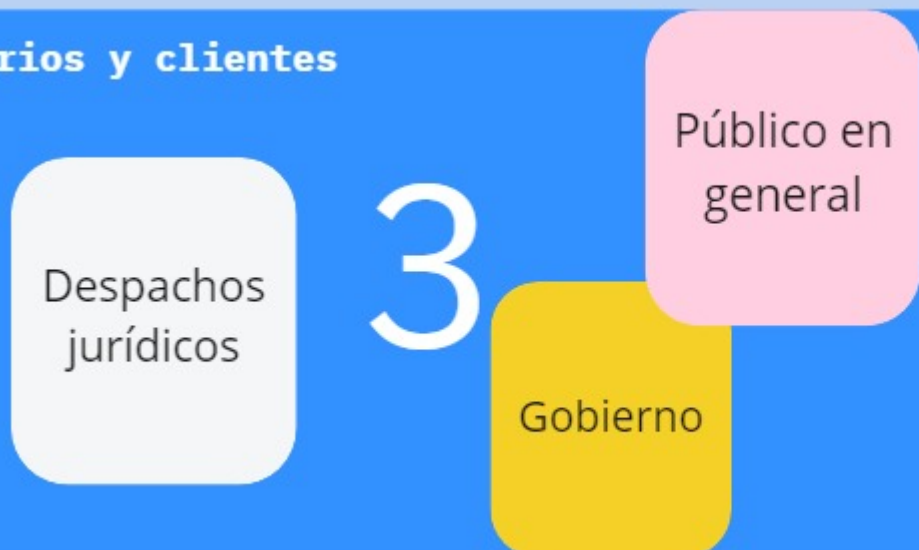 rios y clientes
Despachos
jurídicos
3
Público en
general
Gobierno